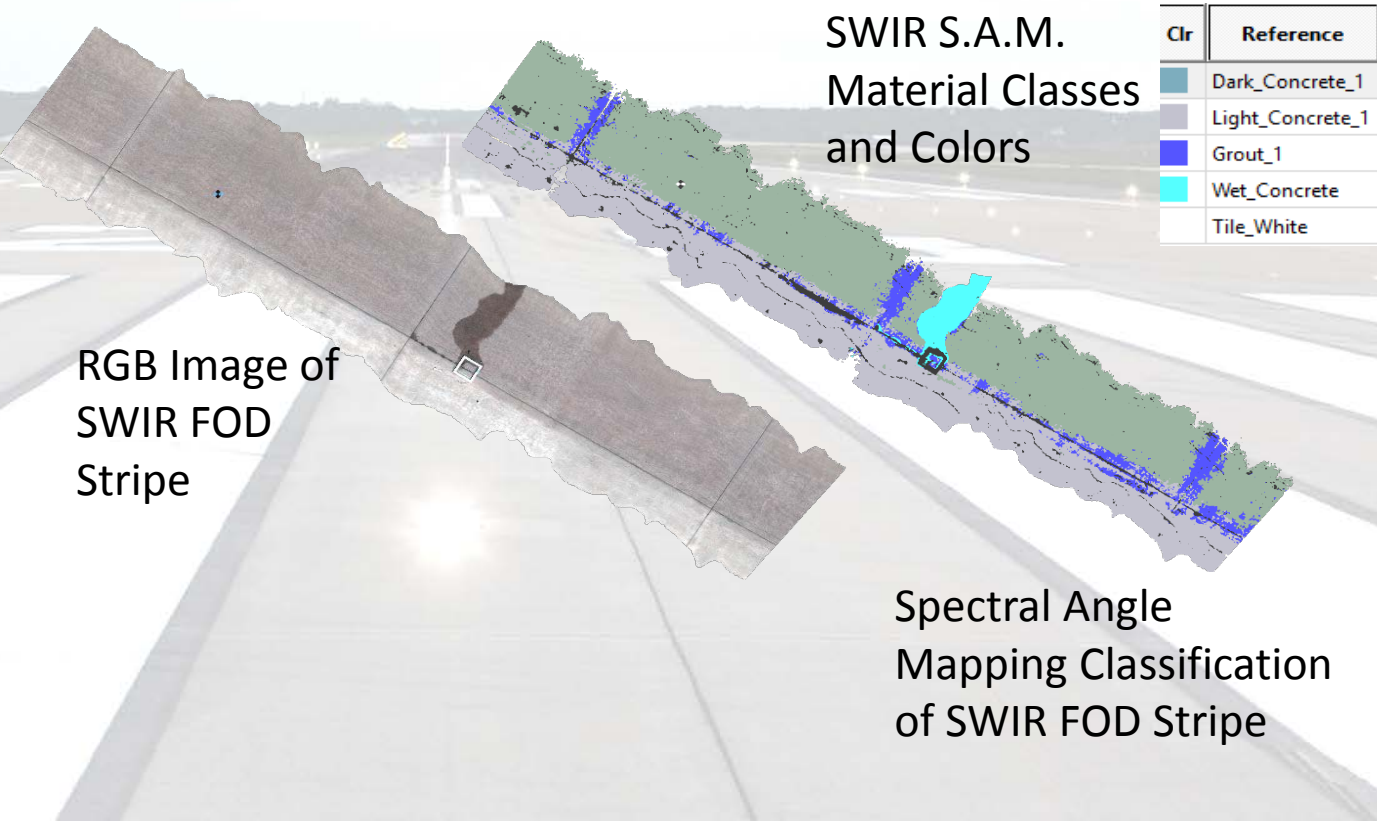 SWIR S.A.M.
Material Classes
and Colors
Clr Reference
Dark_Concrete_1
Light_Concrete_1
Grout_1
Wet_Concrete
Tile_White
RGB Image of
SWIR FOD
Stripe
Spectral Angle
Mapping Classification
of SWIR FOD Stripe